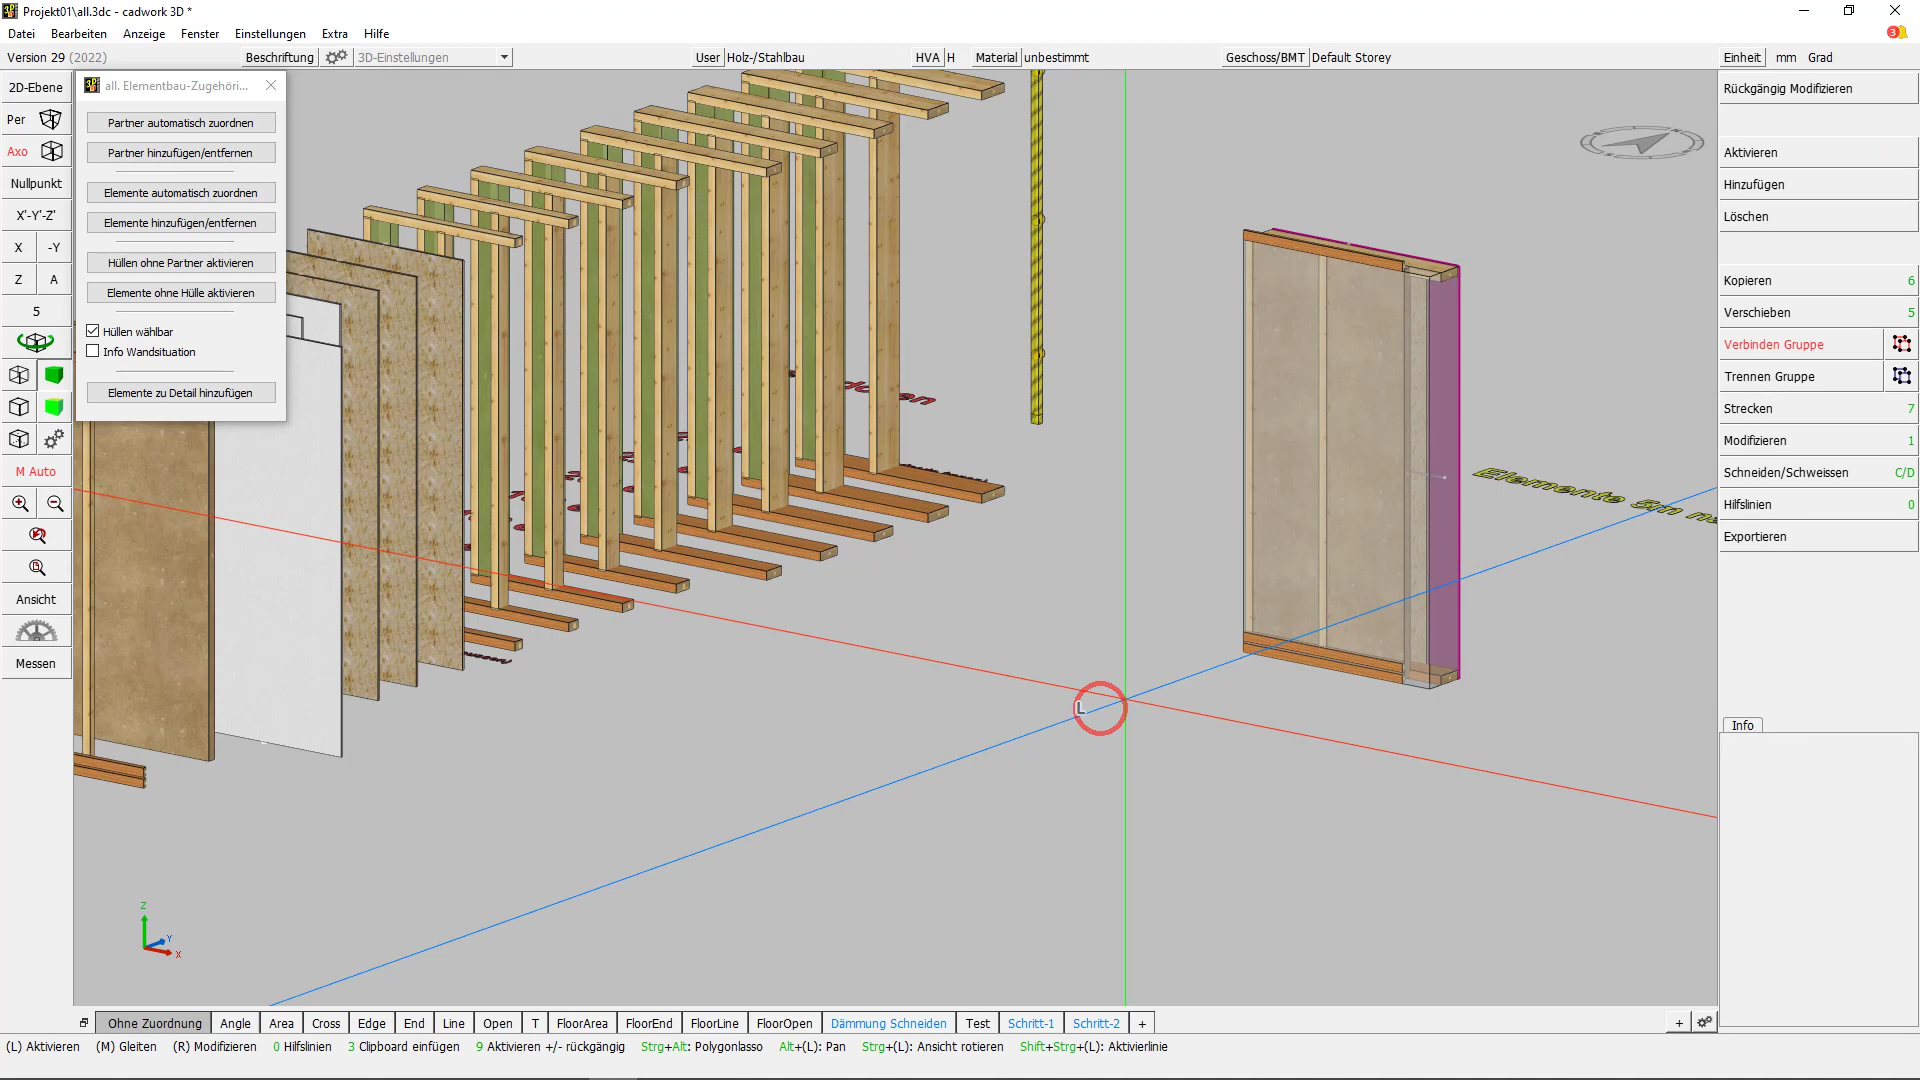 Projekt01\all.3dc - cadwork 3D *
Datei Bearbeiten Anzeige Fenster Einstellungen Extra Hilfe
3
Version 29 (2022) Beschriftung 3D-Einstellungen User Holz-/Stahlbau HVA H Material unbestimmt Geschoss/BMT Default Storey Einheit mm Grad
2D-Ebene
Per
Axo
Nullpunkt
X'-Y'-Z'
X -Y
Z A
5
M Auto
Ansicht
Messen
all. Elementbau-Zugehöri...
Partner automatisch zuordnen
Partner hinzufügen/entfernen
Elemente automatisch zuordnen
Elemente hinzufügen/entfernen
Hüllen ohne Partner aktivieren
Elemente ohne Hülle aktivieren
Hüllen wählbar
Info Wandsituation
Elemente zu Detail hinzufügen
Elemente 5m
L
Z
Y
X
Rückgängig Modifizieren
Aktivieren
Hinzufügen
Löschen
Kopieren 6
Verschieben 5
Verbinden Gruppe
Trennen Gruppe
Strecken 7
Modifizieren 1
Schneiden/Schweissen C/D
Hilfslinien 0
Exportieren
Info
Ohne Zuordnung Angle Area Cross Edge End Line Open T FloorArea FloorEnd FloorLine FloorOpen Dämmung Schneiden Test Schritt-1 Schritt-2 + +
(L) Aktivieren (M) Gleiten (R) Modifizieren 0 Hilfslinien 3 Clipboard einfügen 9 Aktivieren +/- rückgängig Strg+Alt: Polygonlasso Alt+(L): Pan Strg+(L): Ansicht rotieren Shift+Strg+(L): Aktivierlinie